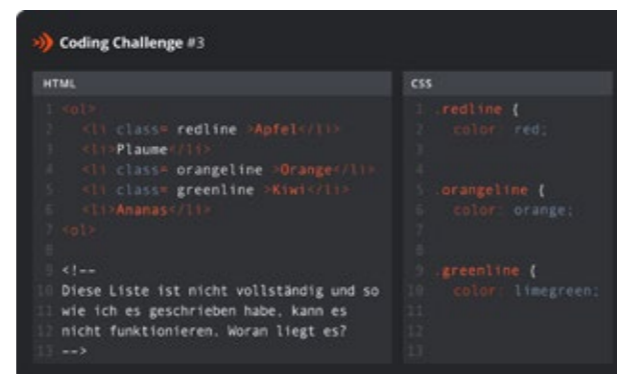 Coding Challenge #3
HTML
1 <ol>
2 <li class= redline >Apfel</li>
3 <li>Plaume</li>
4 <li class= orangeline >Orange</li>
5 <li class= greenline >Kiwi</li>
6 <li>Ananas</li>
7 <ol>
8
9 <!--
10 Diese Liste ist nicht vollständig und so
11 wie ich es geschrieben habe, kann es
12 nicht funktionieren. Woran liegt es?
13 -->
CSS
1 .redline {
2 color: red;
3
5 .orangeline {
6 color: orange;
7
8
9 .greenline {
10 color: limegreen;
11
12
13